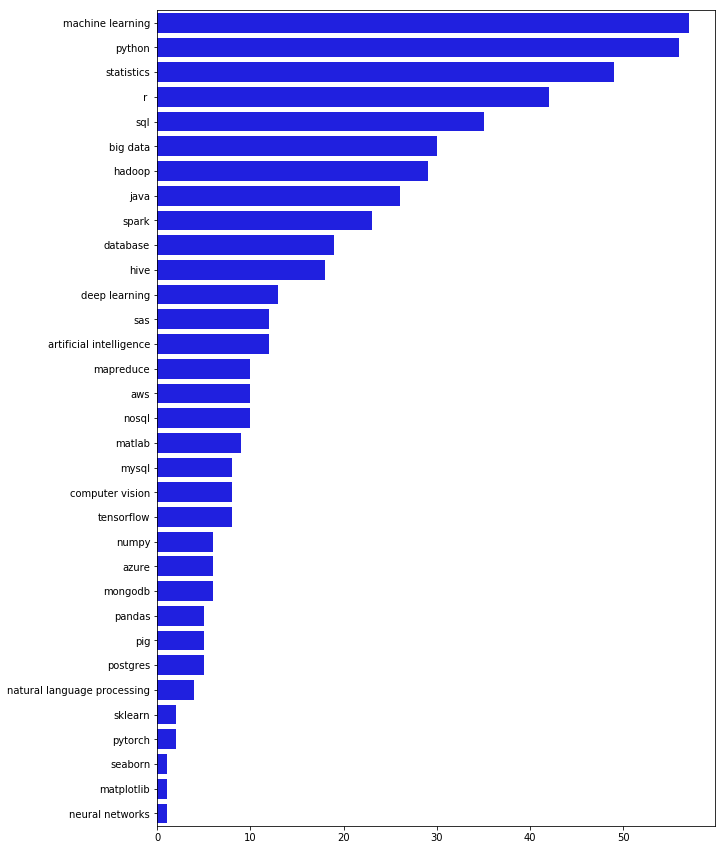 machine learning
python
statistics
r
sql
big data
hadoop
java
spark
database
hive
deep learning
sas
artificial intelligence
mapreduce
aws
nosql
matlab
mysql
computer vision
tensorflow
numpy
azure
mongodb
pandas
pig
postgres
natural language processing
sklearn
pytorch
seaborn
matplotlib
neural networks
0 10 20 30 40 50